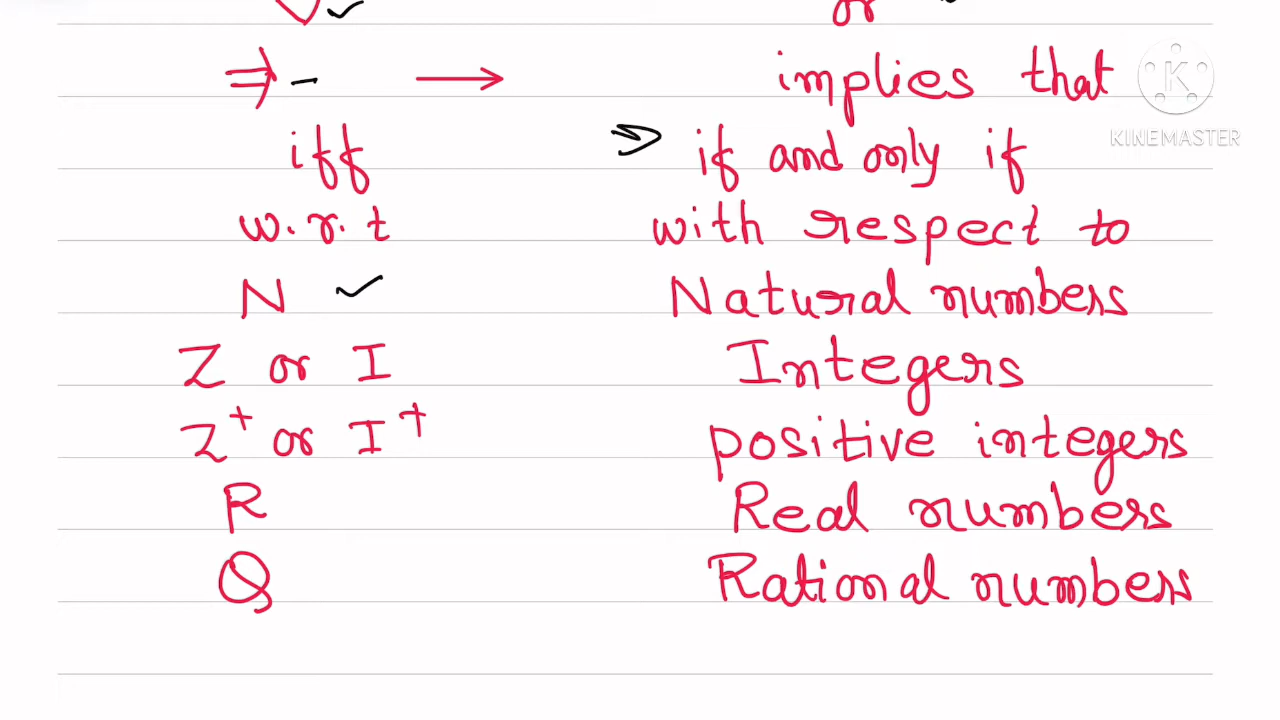 ∨ or
⇒ → implies that
iff if and only if
w.r.t with respect to
N Natural numbers
Z or I Integers
Z⁺ or I⁺ positive integers
R Real numbers
Q Rational numbers
K
KINEMASTER